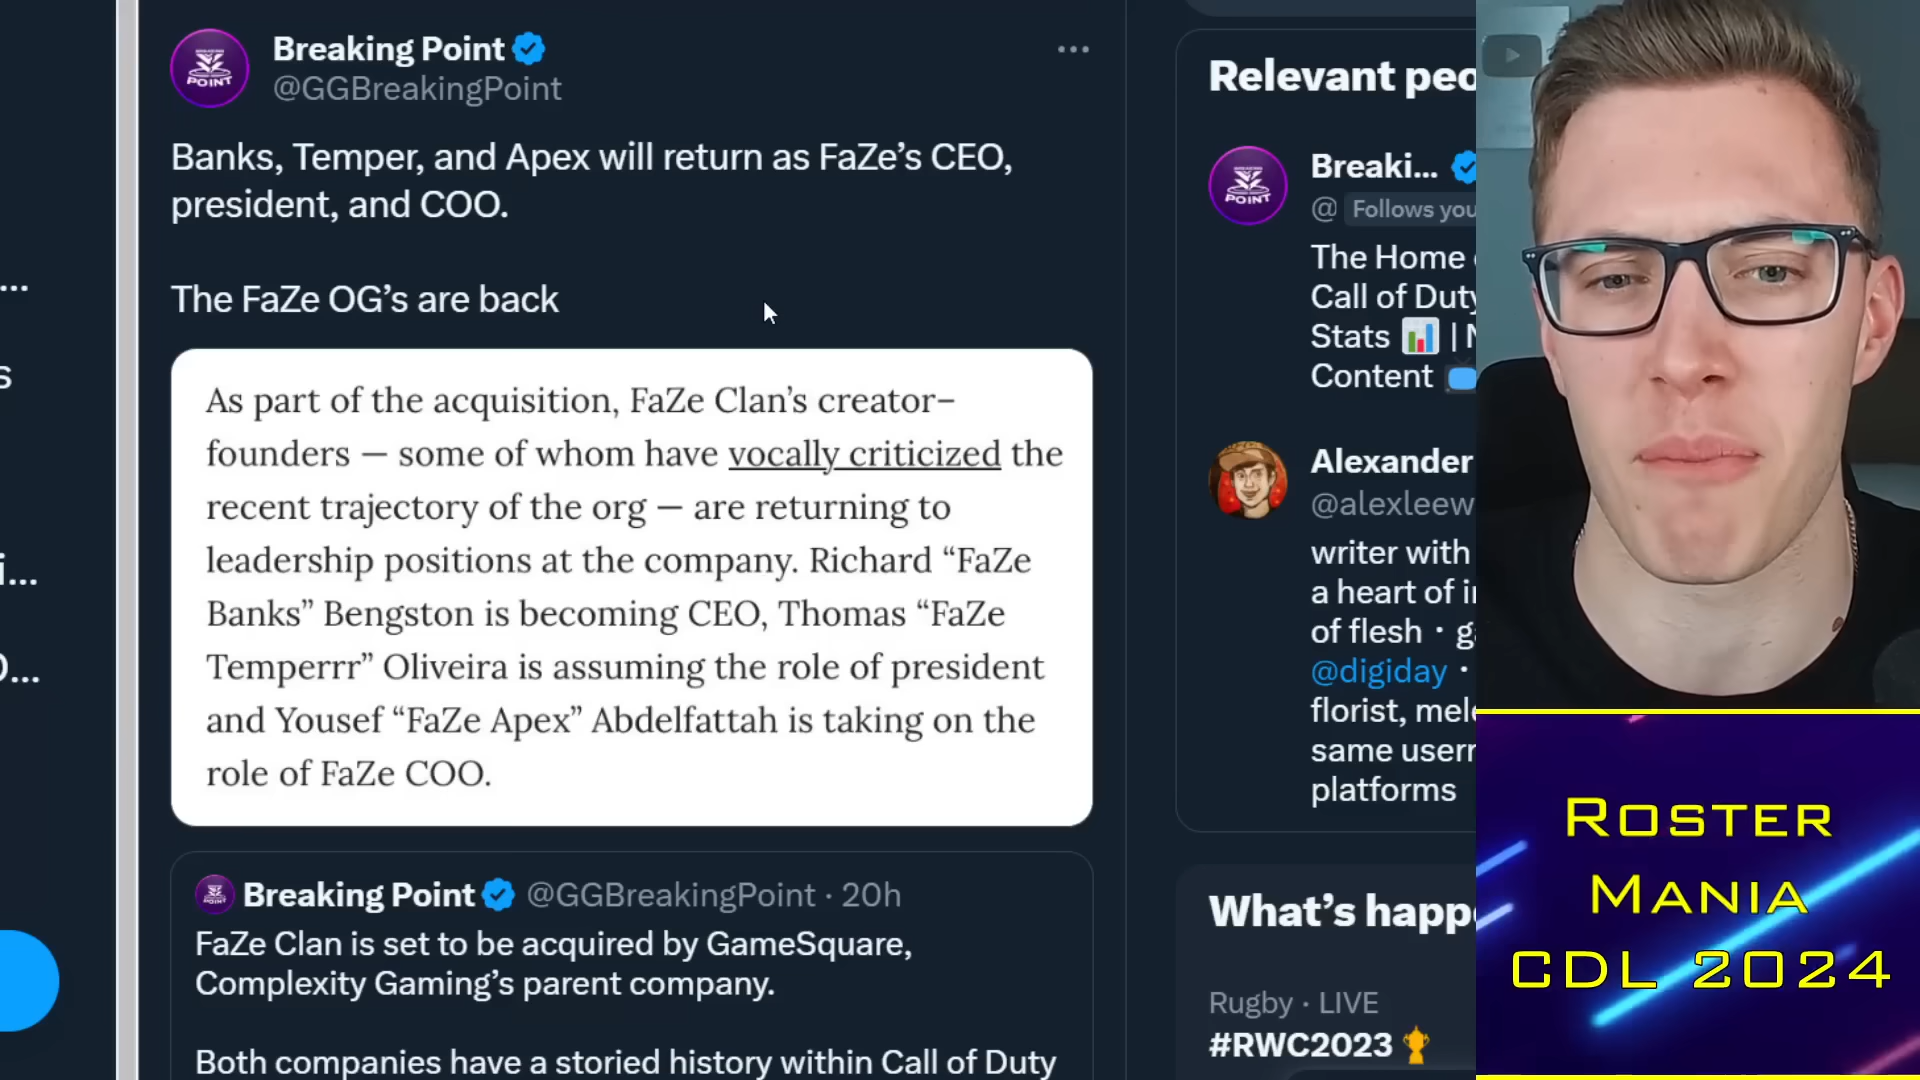 ...
s
i...
O...
POINT
Breaking Point
@GGBreakingPoint
Banks, Temper, and Apex will return as FaZe’s CEO,
president, and COO.
The FaZe OG’s are back
As part of the acquisition, FaZe Clan’s creator–
founders — some of whom have vocally criticized the
recent trajectory of the org — are returning to
leadership positions at the company. Richard “FaZe
Banks” Bengston is becoming CEO, Thomas “FaZe
Temperrr” Oliveira is assuming the role of president
and Yousef “FaZe Apex” Abdelfattah is taking on the
role of FaZe COO.
Breaking Point @GGBreakingPoint · 20h
FaZe Clan is set to be acquired by GameSquare,
Complexity Gaming’s parent company.
Both companies have a storied history within Call of Duty
Relevant peo
POINT
Breaki...
@ Follows you
The Home
Call of Duty
Stats 📊 |
Content
Alexander
@alexleew
writer with
a heart of i
of flesh · g
@digiday ·
florist, mel
same user
platforms
What’s happ
Rugby · LIVE
#RWC2023 🏆
Roster
Mania
CDL 2024